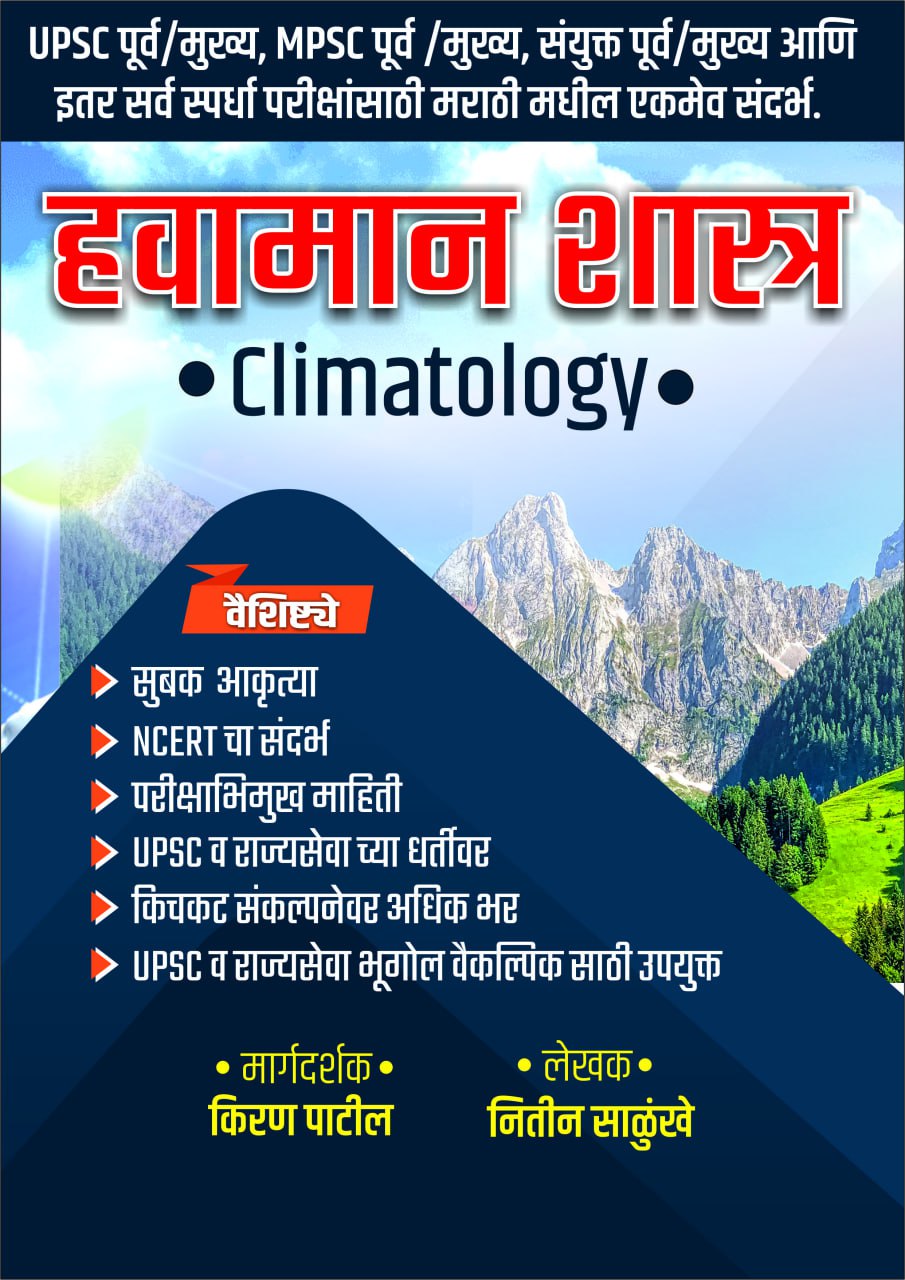 UPSC पूर्व/मुख्य, MPSC पूर्व /मुख्य, संयुक्त पूर्व/मुख्य आणि
इतर सर्व स्पर्धा परीक्षांसाठी मराठी मधील एकमेव संदर्भ.
हवामान शास्त्र
•Climatology•
वैशिष्ट्ये
सुबक आकृत्या
NCERT चा संदर्भ
परीक्षाभिमुख माहिती
UPSC व राज्यसेवा च्या धर्तीवर
किचकट संकल्पनेवर अधिक भर
UPSC व राज्यसेवा भूगोल वैकल्पिक साठी उपयुक्त
• मार्गदर्शक •
किरण पाटील
• लेखक •
नितीन साळुंखे